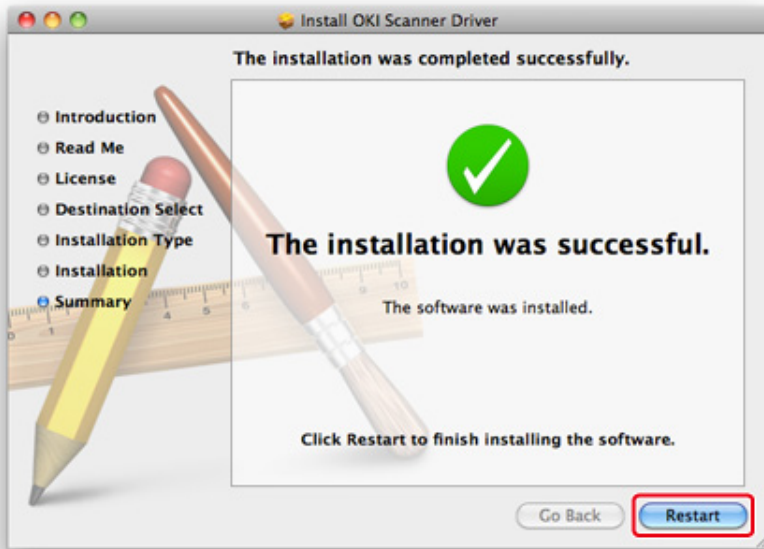 Install OKI Scanner Driver
The installation was completed successfully.
Introduction
Read Me
License
Destination Select
Installation Type
Installation
Summary
The installation was successful.
The software was installed.
Click Restart to finish installing the software.
Go Back
Restart